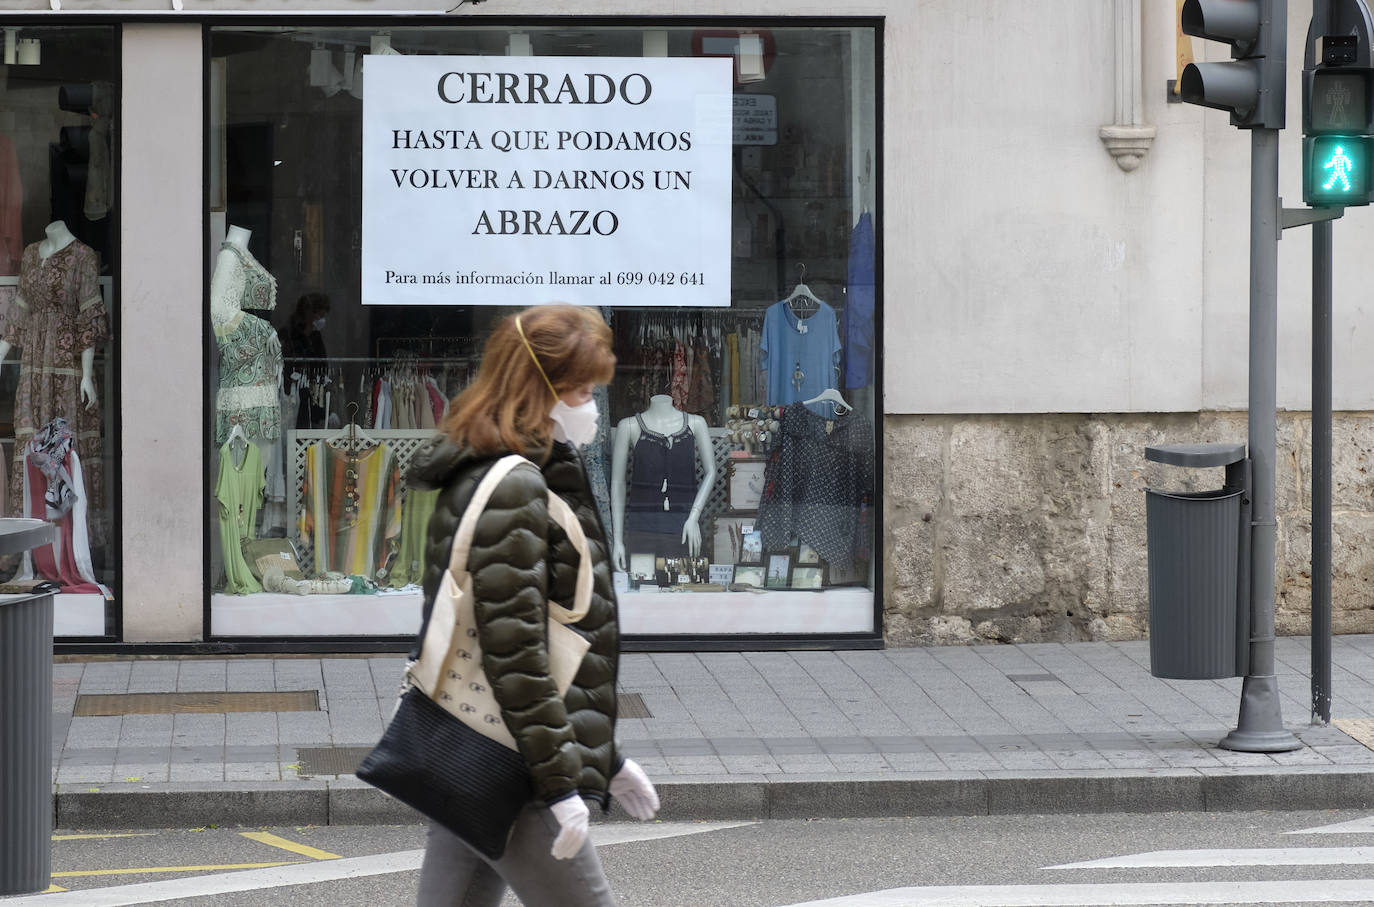 CERRADO
HASTA QUE PODAMOS
VOLVER A DARNOS UN
ABRAZO
Para más información llamar al 699 042 641